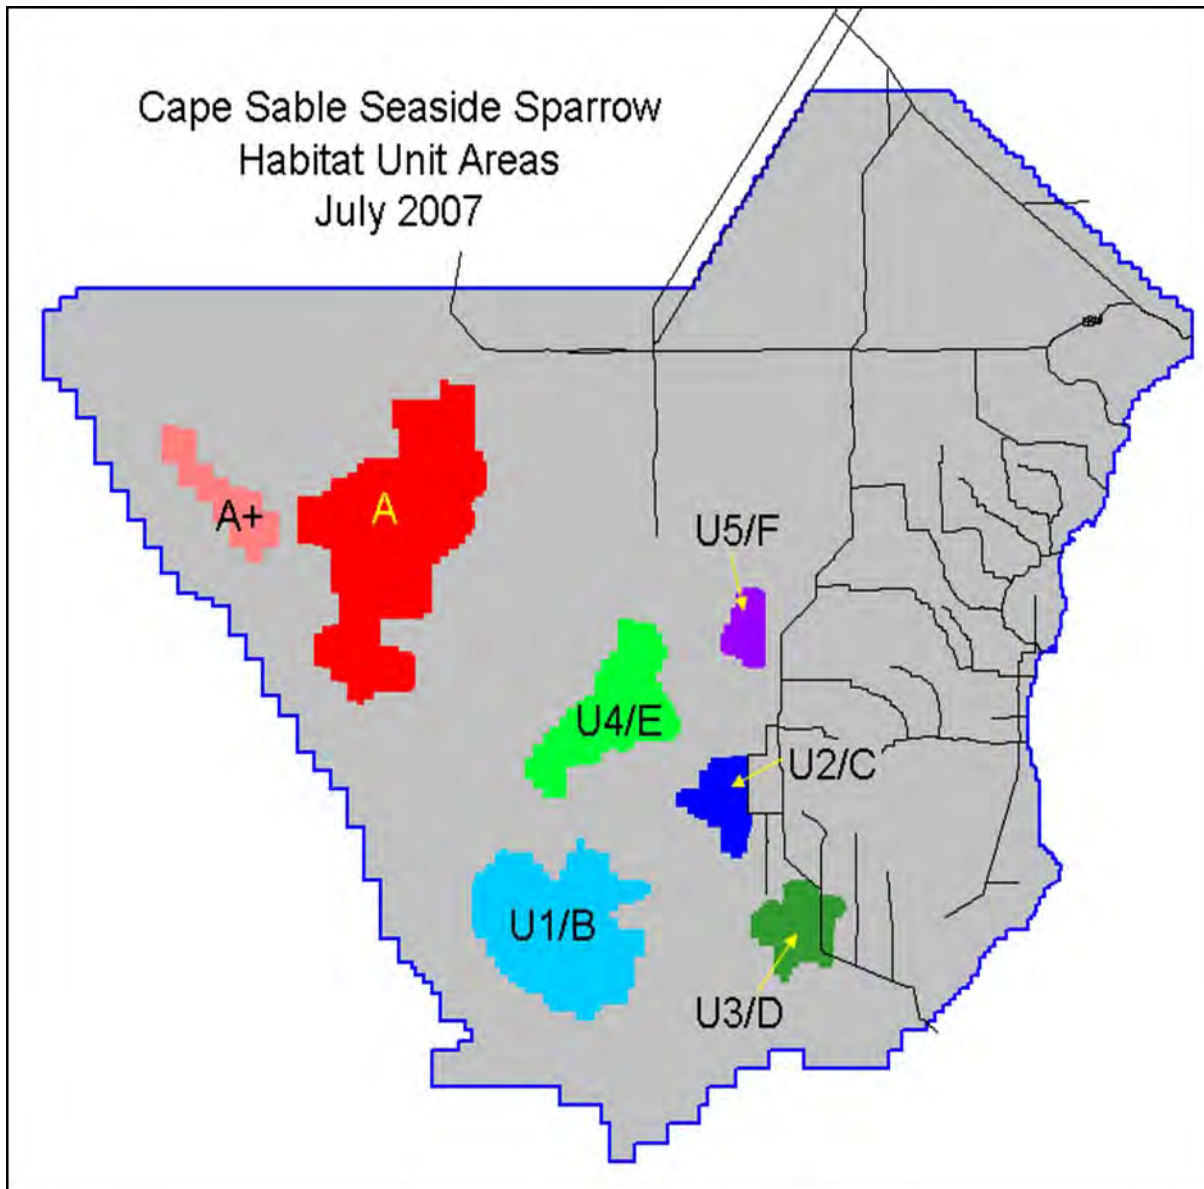 Cape Sable Seaside Sparrow
Habitat Unit Areas
July 2007
A+
A
U5/F
U4/E
U2/C
U1/B
U3/D